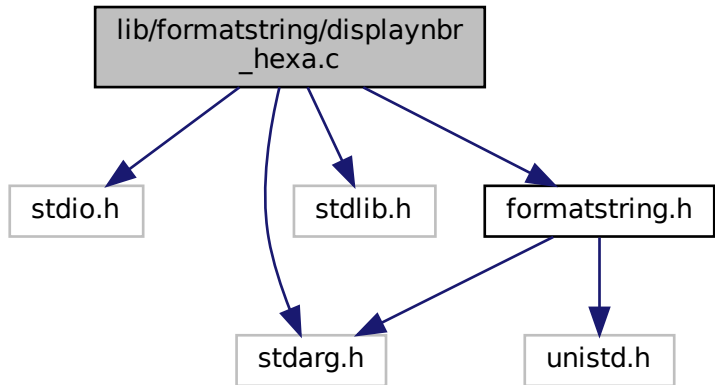 lib/formatstring/displaynbr
_hexa.c
stdio.h
stdlib.h
formatstring.h
stdarg.h
unistd.h